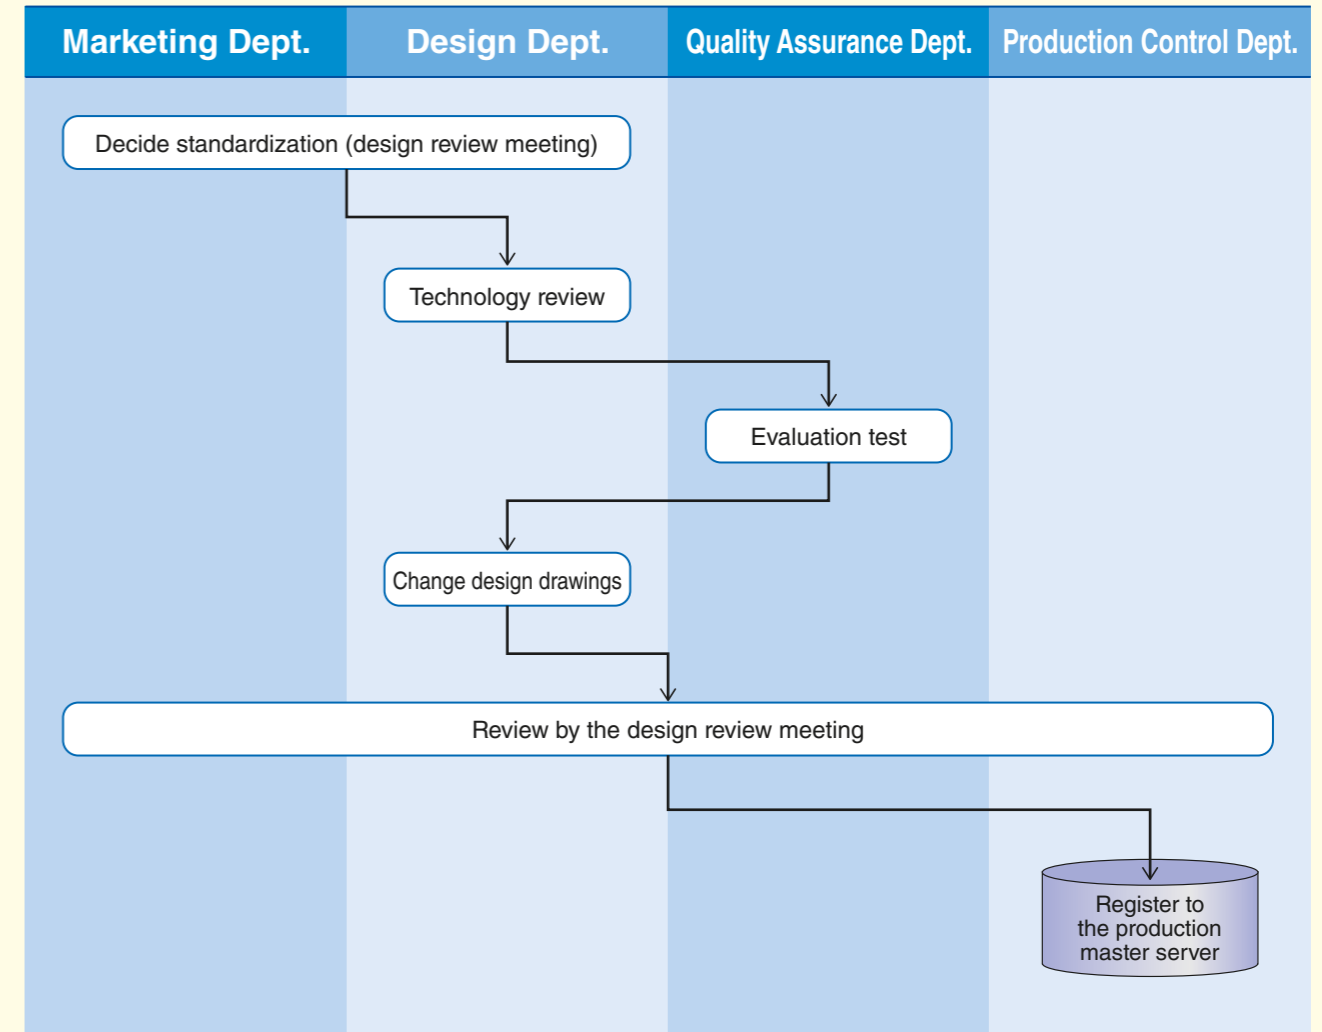 Marketing Dept.
Design Dept.
Quality Assurance Dept.
Production Control Dept.
Decide standardization (design review meeting)
Technology review
Evaluation test
Change design drawings
Review by the design review meeting
Register to
the production
master server